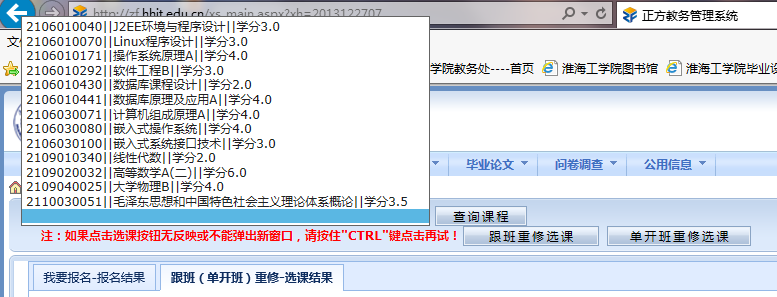 http://zf.hhit.edu.cn/xs_main.aspx?xh=2013122707
正方教务管理系统
2106010040||J2EE环境与程序设计||学分3.0
2106010070||Linux程序设计||学分3.0
2106010171||操作系统原理A||学分4.0
2106010292||软件工程B||学分3.0
2106010430||数据库课程设计||学分2.0
2106010441||数据库原理及应用A||学分4.0
2106030071||计算机组成原理A||学分4.0
2106030080||嵌入式操作系统||学分4.0
2106030100||嵌入式系统接口技术||学分3.0
2109010340||线性代数||学分2.0
2109020032||高等数学A(二)||学分6.0
2109040025||大学物理B||学分4.0
2110030051||毛泽东思想和中国特色社会主义理论体系概论||学分3.5
文
学院教务处----首页 淮海工学院图书馆 淮海工学院毕业设
毕业论文 问卷调查 公用信息
查询课程
注：如果点击选课按钮无反映或不能弹出新窗口，请按住"CTRL"键点击再试！ 跟班重修选课 单开班重修选课
我要报名-报名结果 跟班（单开班）重修-选课结果